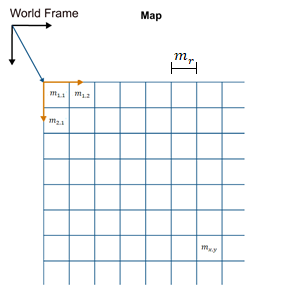 World Frame
Map
m_r
m_{1,1} m_{1,2}
m_{2,1}
m_{x,y}